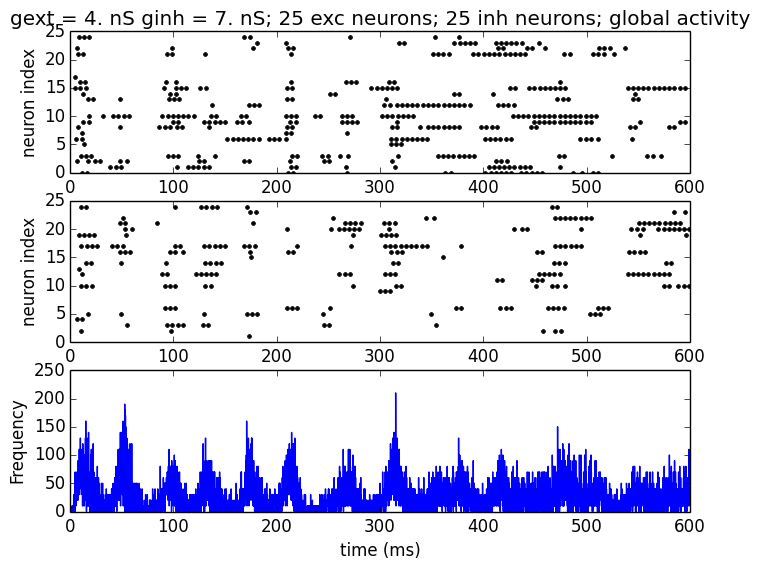 gext = 4. nS ginh = 7. nS; 25 exc neurons; 25 inh neurons; global activity
25
20
15
10
5
0
neuron index
0 100 200 300 400 500 600
25
20
15
10
5
0
neuron index
0 100 200 300 400 500 600
250
200
150
100
50
0
Frequency
0 100 200 300 400 500 600
time (ms)